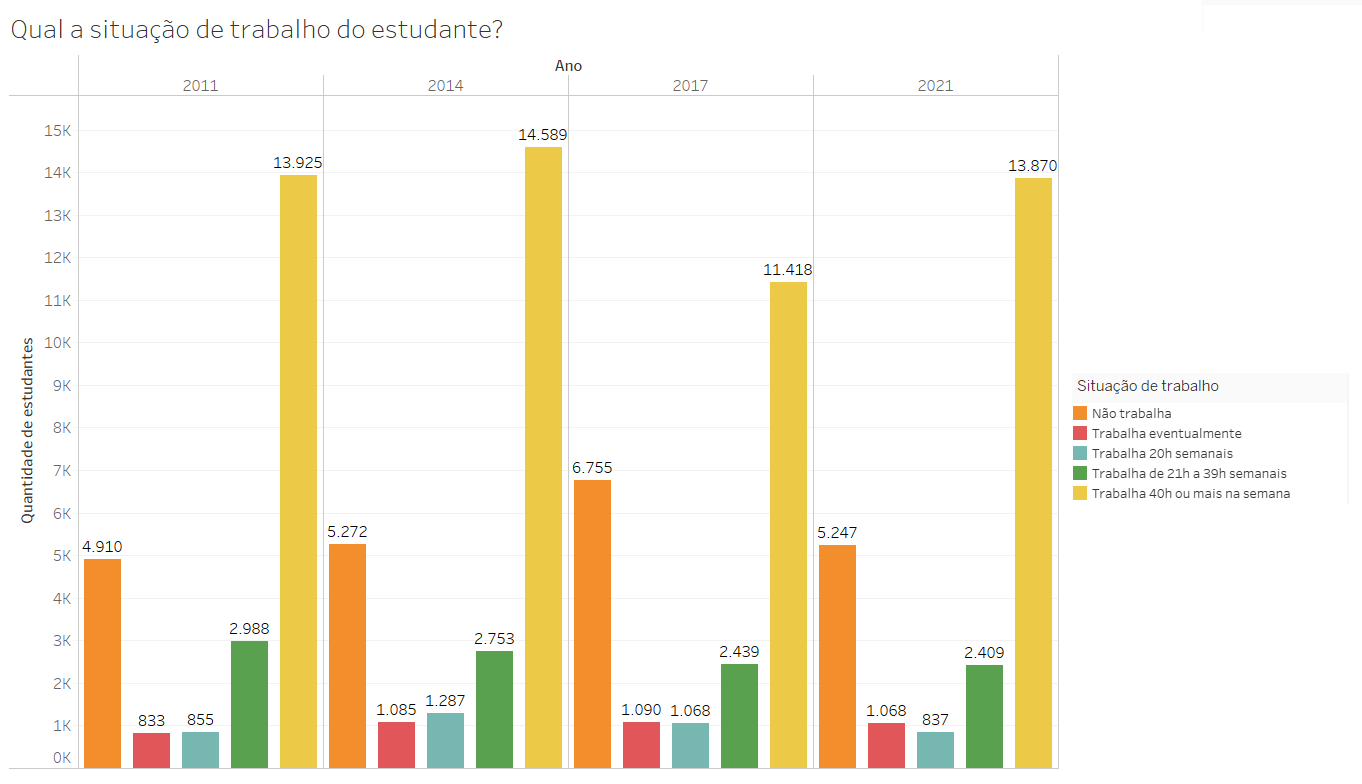 Qual a situação de trabalho do estudante?
Ano
2011 2014 2017 2021
Quantidade de estudantes
15K
14K
13K
12K
11K
10K
9K
8K
7K
6K
5K
4K
3K
2K
1K
0K
4.910 833 855 2.988 13.925
5.272 1.085 1.287 2.753 14.589
6.755 1.090 1.068 2.439 11.418
5.247 1.068 837 2.409 13.870
Situação de trabalho
Não trabalha
Trabalha eventualmente
Trabalha 20h semanais
Trabalha de 21h a 39h semanais
Trabalha 40h ou mais na semana